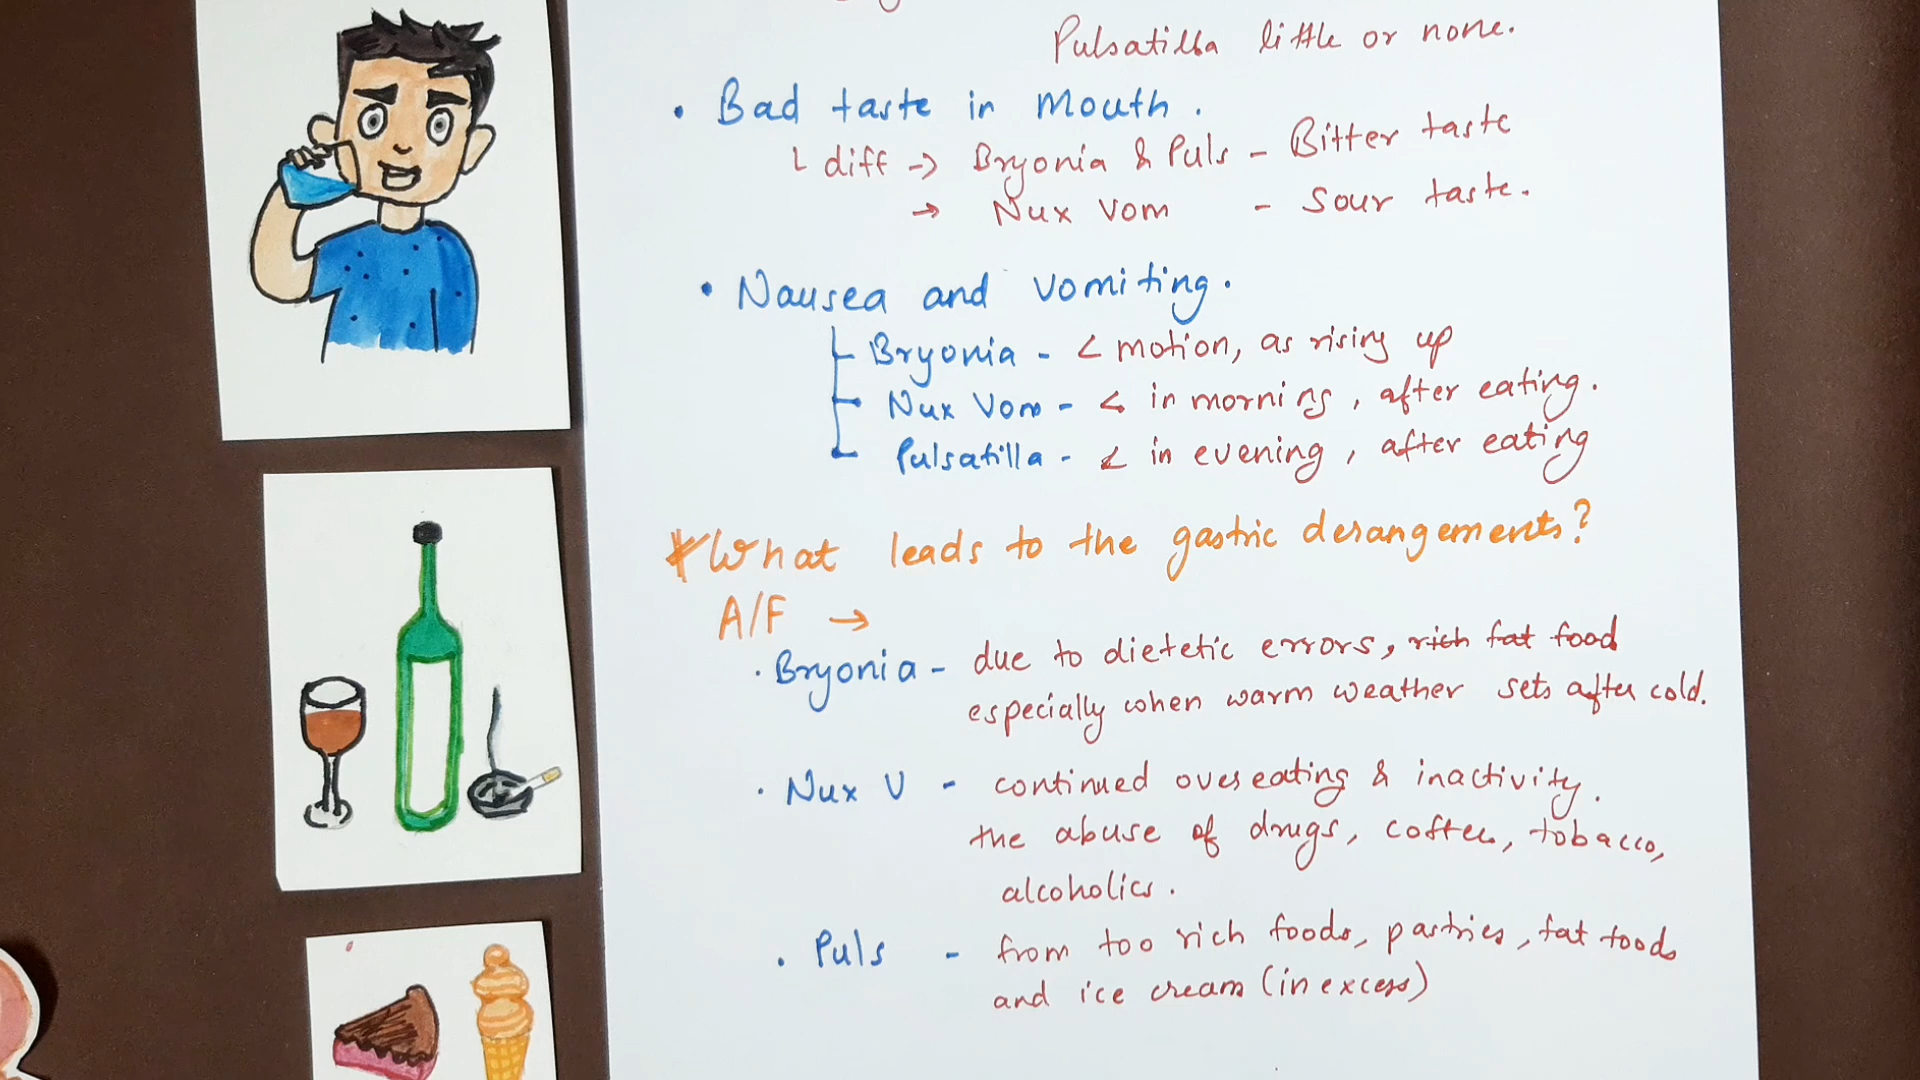 Pulsatilla little or none.
• Bad taste in Mouth.
└ diff → Bryonia & Puls - Bitter taste
→ Nux Vom - Sour taste.
• Nausea and vomiting.
Bryonia - < motion, as rising up
Nux Vom - < in morning, after eating.
Pulsatilla - < in evening, after eating
* What leads to the gastric derangements?
A/F →
· Bryonia - due to dietetic errors, rich fat food
especially when warm weather sets after cold.
· Nux V - continued overeating & inactivity.
the abuse of drugs, coffee, tobacco,
alcoholics.
· Puls - from too rich foods, pastries, fat foods
and ice cream (in excess)